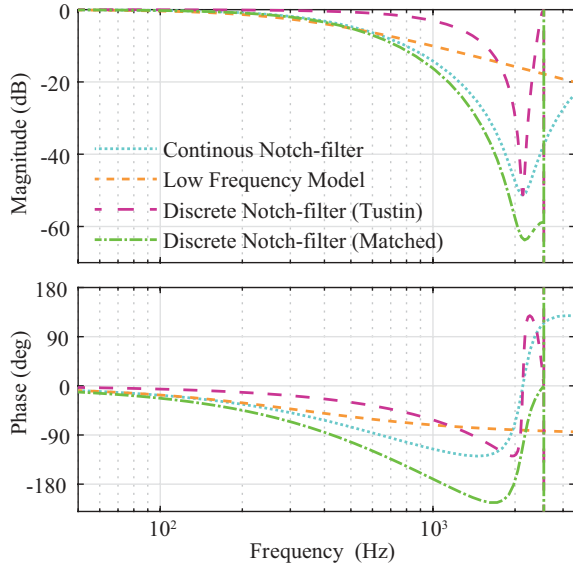 0
-20
-40
-60
Magnitude (dB)
Continous Notch-filter
Low Frequency Model
Discrete Notch-filter (Tustin)
Discrete Notch-filter (Matched)
180
90
0
-90
-180
Phase (deg)
10²
10³
Frequency (Hz)